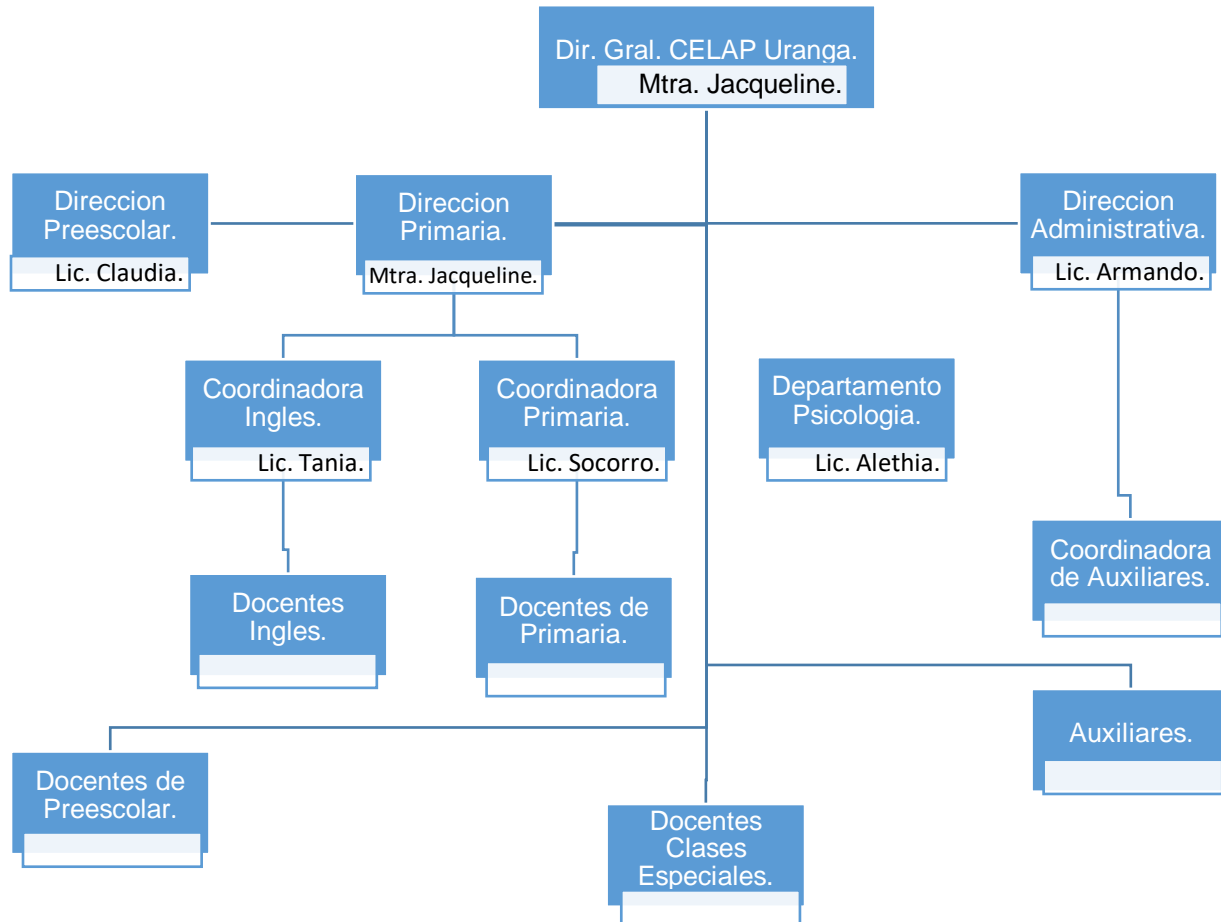 Dir. Gral. CELAP Uranga.
Mtra. Jacqueline.
Direccion
Preescolar.
Lic. Claudia.
Direccion
Primaria.
Mtra. Jacqueline.
Direccion
Administrativa.
Lic. Armando.
Coordinadora
Ingles.
Lic. Tania.
Coordinadora
Primaria.
Lic. Socorro.
Departamento
Psicologia.
Lic. Alethia.
Coordinadora
de Auxiliares.
Docentes
Ingles.
Docentes de
Primaria.
Auxiliares.
Docentes de
Preescolar.
Docentes
Clases
Especiales.